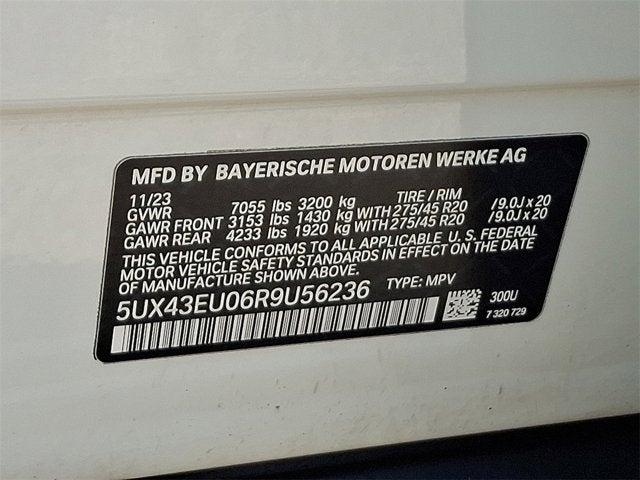 MFD BY BAYERISCHE MOTOREN WERKE AG
11/23 TIRE / RIM
GVWR 7055 lbs 3200 kg
GAWR FRONT 3153 lbs 1430 kg WITH 275/45 R20 /9.0J x 20
GAWR REAR 4233 lbs 1920 kg WITH 275/45 R20 /9.0J x 20
THIS VEHICLE CONFORMS TO ALL APPLICABLE U.S. FEDERAL
MOTOR VEHICLE SAFETY STANDARDS IN EFFECT ON THE DATE
OF MANUFACTURE SHOWN ABOVE.
5UX43EU06R9U56236 TYPE: MPV
300U
7 320 729